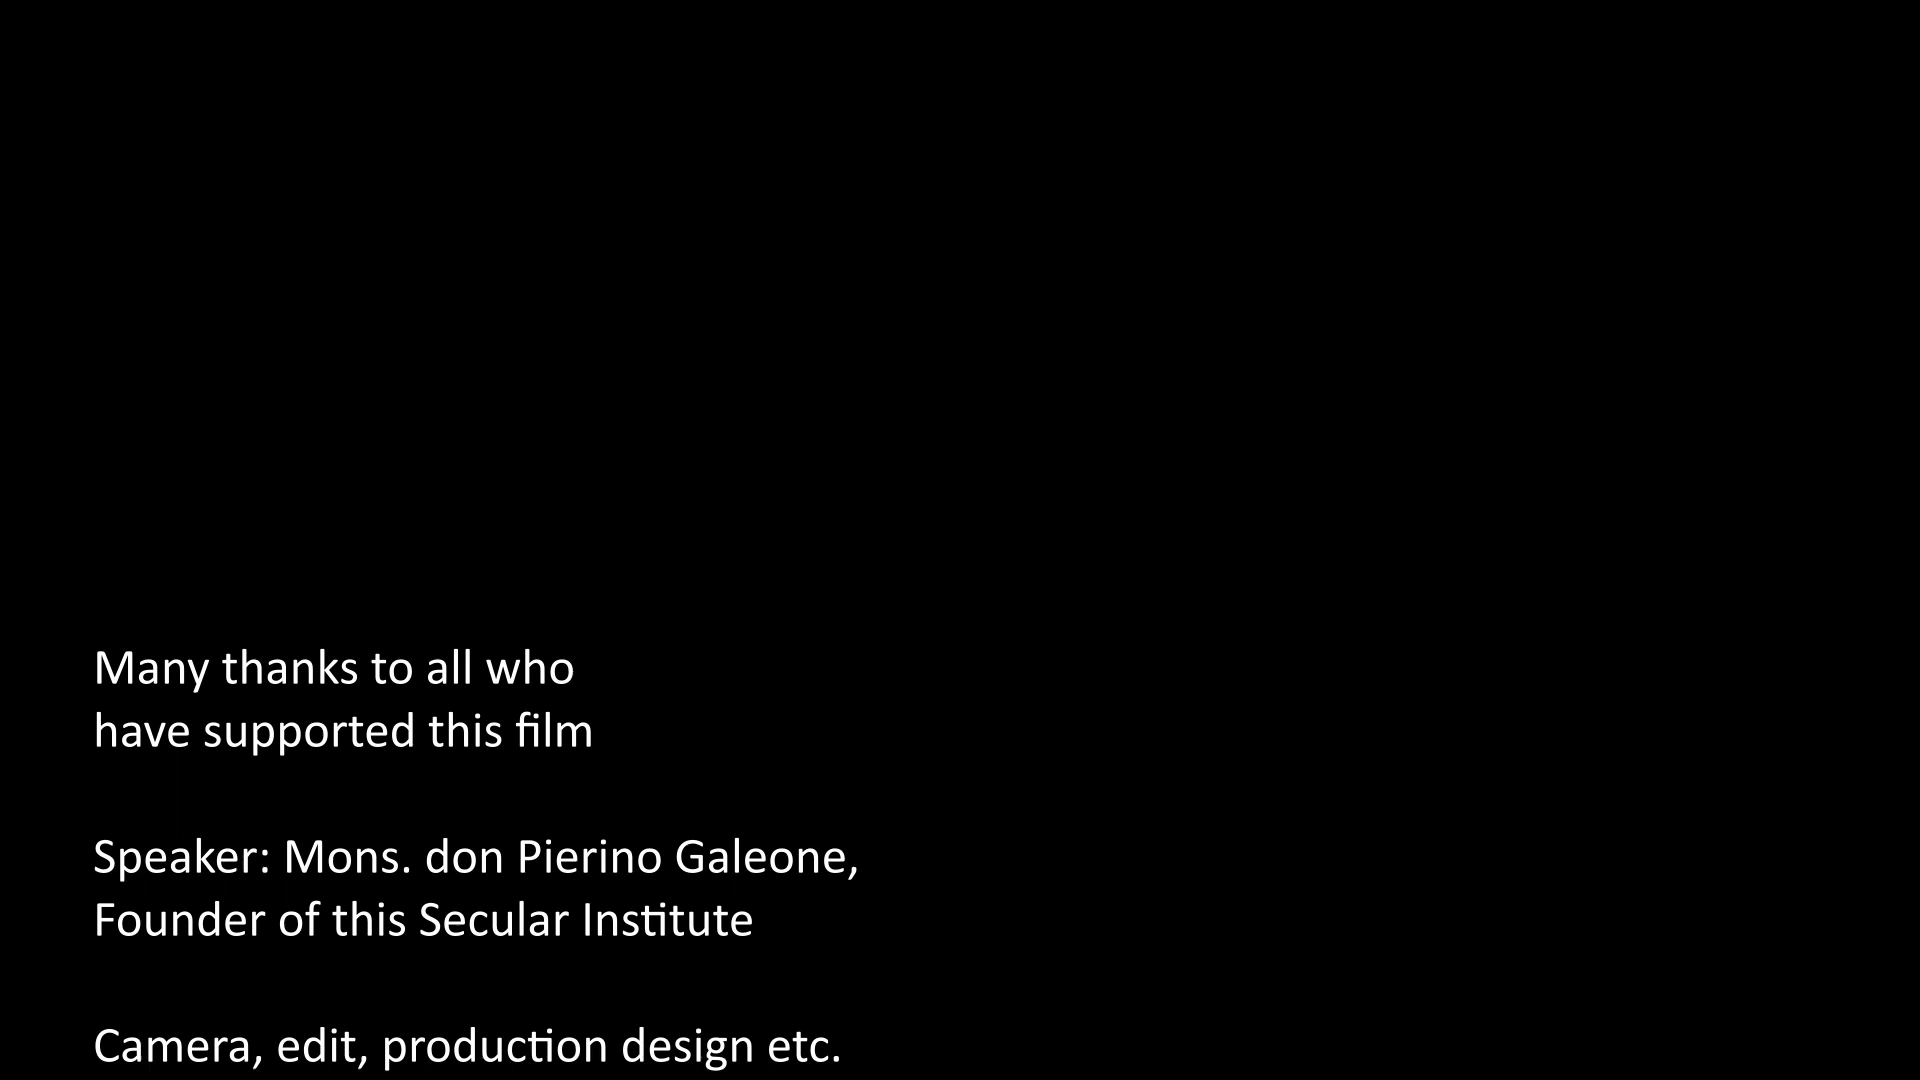 Many thanks to all who
have supported this film
Speaker: Mons. don Pierino Galeone,
Founder of this Secular Institute
Camera, edit, production design etc.